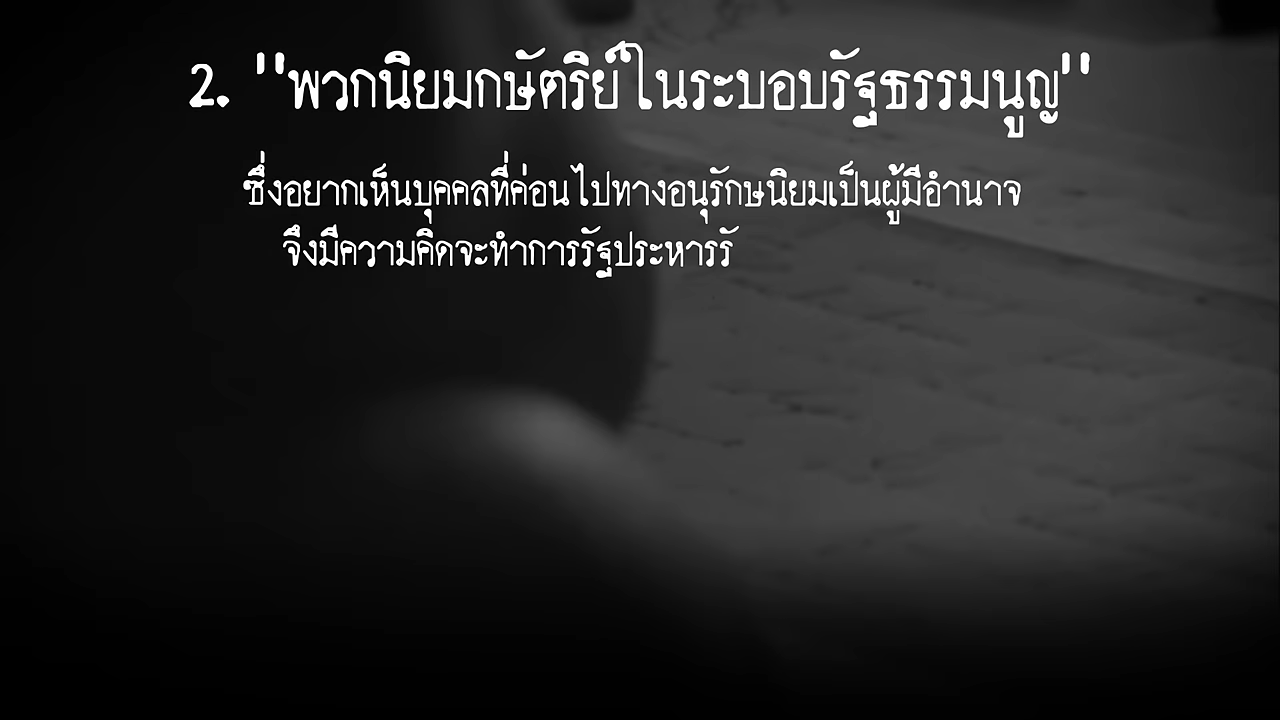 2. "พวกนิยมกษัตริย์ในระบอบรัฐธรรมนูญ"
ซึ่งอยากเห็นบุคคลที่ค่อนไปทางอนุรักษนิยมเป็นผู้มีอำนาจ
จึงมีความคิดจะทำการรัฐประหารรั